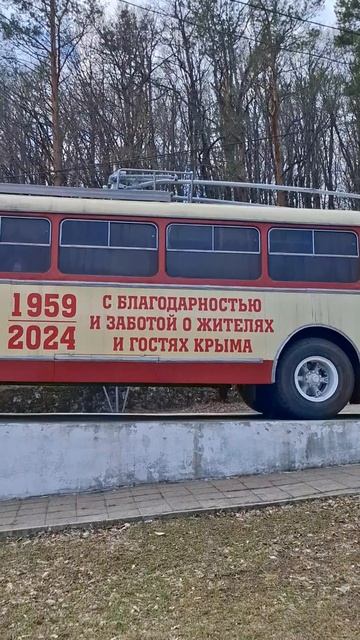 1959
2024
С БЛАГОДАРНОСТЬЮ
И ЗАБОТОЙ О ЖИТЕЛЯХ
И ГОСТЯХ КРЫМА